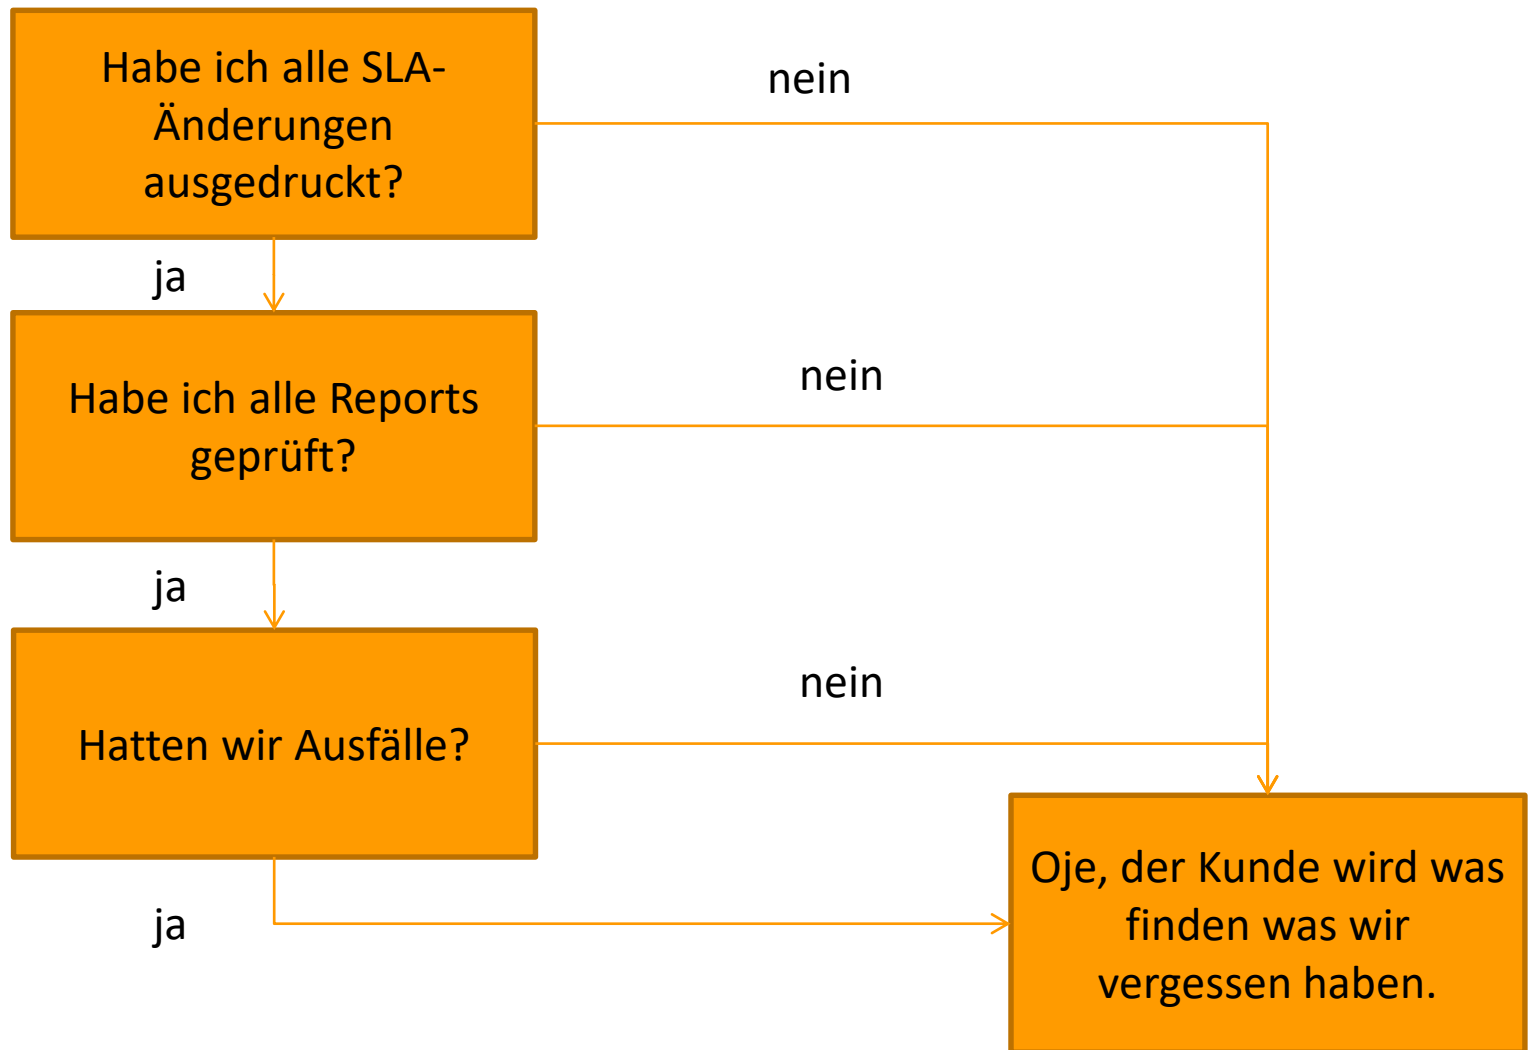 Habe ich alle SLA-
Änderungen
ausgedruckt?
nein
ja
Habe ich alle Reports
geprüft?
nein
ja
Hatten wir Ausfälle?
nein
ja
Oje, der Kunde wird was
finden was wir
vergessen haben.